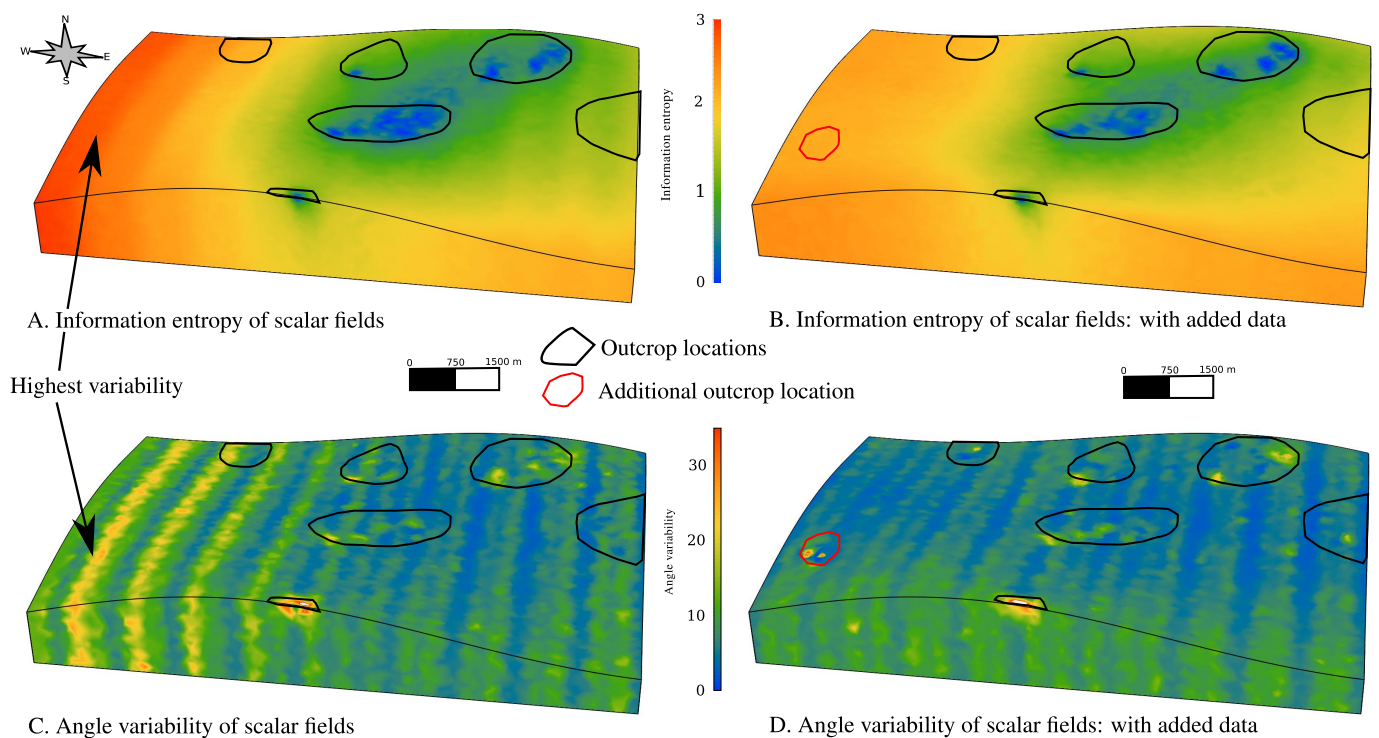 N
W E
S
3
2
1
0
Information entropy
A. Information entropy of scalar fields
B. Information entropy of scalar fields: with added data
Outcrop locations
Additional outcrop location
0 750 1500 m
0 750 1500 m
Highest variability
30
20
10
0
Angle variability
C. Angle variability of scalar fields
D. Angle variability of scalar fields: with added data